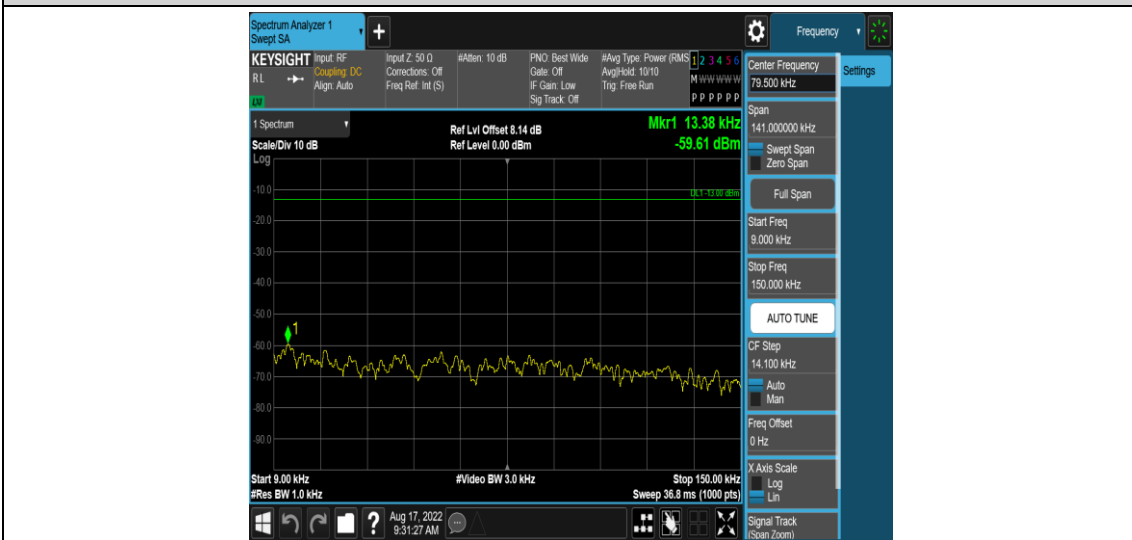 Spectrum Analyzer 1
Swept SA
+
Frequency
KEYSIGHT
RL
LXI
Input: RF
Coupling: DC
Align: Auto
Input Z: 50 Ω
Corrections: Off
Freq Ref: Int (S)
#Atten: 10 dB
PNO: Best Wide
Gate: Off
IF Gain: Low
Sig Track: Off
#Avg Type: Power (RMS
Avg|Hold: 10/10
Trig: Free Run
1 2 3 4 5 6
M W W W W W
P P P P P P
1 Spectrum
Scale/Div 10 dB
Log
Ref Lvl Offset 8.14 dB
Ref Level 0.00 dBm
Mkr1 13.38 kHz
-59.61 dBm
DL1 -13.00 dBm
-10.0
-20.0
-30.0
-40.0
-50.0
-60.0
-70.0
-80.0
-90.0
1
Start 9.00 kHz
#Res BW 1.0 kHz
#Video BW 3.0 kHz
Stop 150.00 kHz
Sweep 36.8 ms (1000 pts)
?
Aug 17, 2022
9:31:27 AM
Center Frequency
79.500 kHz
Settings
Span
141.000000 kHz
Swept Span
Zero Span
Full Span
Start Freq
9.000 kHz
Stop Freq
150.000 kHz
AUTO TUNE
CF Step
14.100 kHz
Auto
Man
Freq Offset
0 Hz
X Axis Scale
Log
Lin
Signal Track
(Span Zoom)